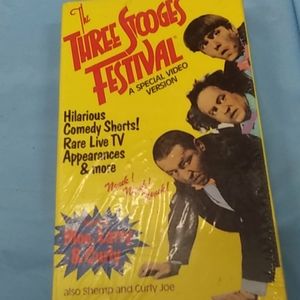 The
THREE STOOGES
FESTIVAL
A SPECIAL VIDEO
VERSION
Hilarious
Comedy Shorts!
Rare Live TV
Appearences
& more
Nyuk!
Nyuk!
Nyuk!
Moe, Larry
& Curly
also Shemp and Curly Joe